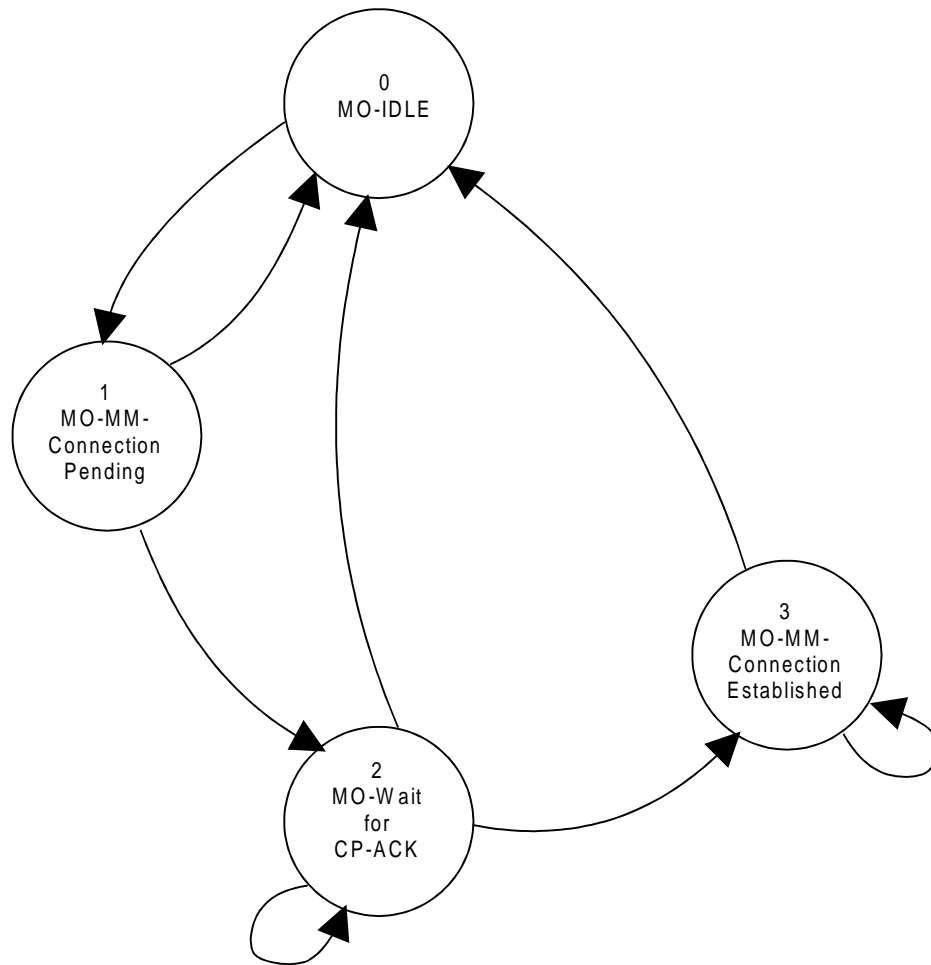 0
MO-IDLE
1
MO-MM-
Connection
Pending
3
MO-MM-
Connection
Established
2
MO-Wait
for
CP-ACK